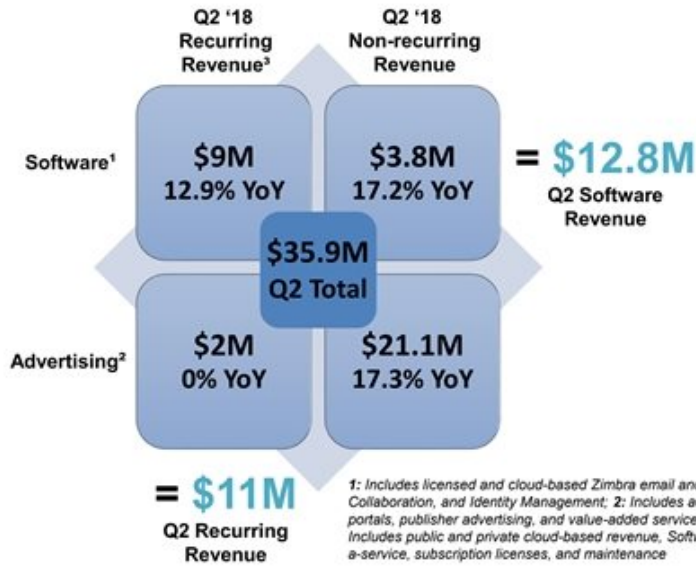 Q2 ‘18
Recurring
Revenue³
Q2 ‘18
Non-recurring
Revenue
Software¹
$9M
12.9% YoY
$3.8M
17.2% YoY
= $12.8M
Q2 Software
Revenue
$35.9M
Q2 Total
Advertising²
$2M
0% YoY
$21.1M
17.3% YoY
= $11M
Q2 Recurring
Revenue
1: Includes licensed and cloud-based Zimbra email and
Collaboration, and Identity Management; 2: Includes
portals, publisher advertising, and value-added
Includes public and private cloud-based revenue,
a-service, subscription licenses, and maintenance